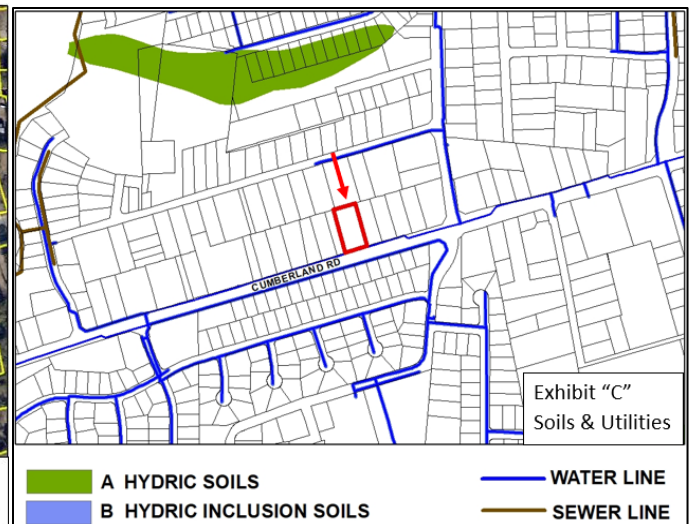 CUMBERLAND RD
Exhibit “C”
Soils & Utilities
A HYDRIC SOILS
WATER LINE
B HYDRIC INCLUSION SOILS
SEWER LINE